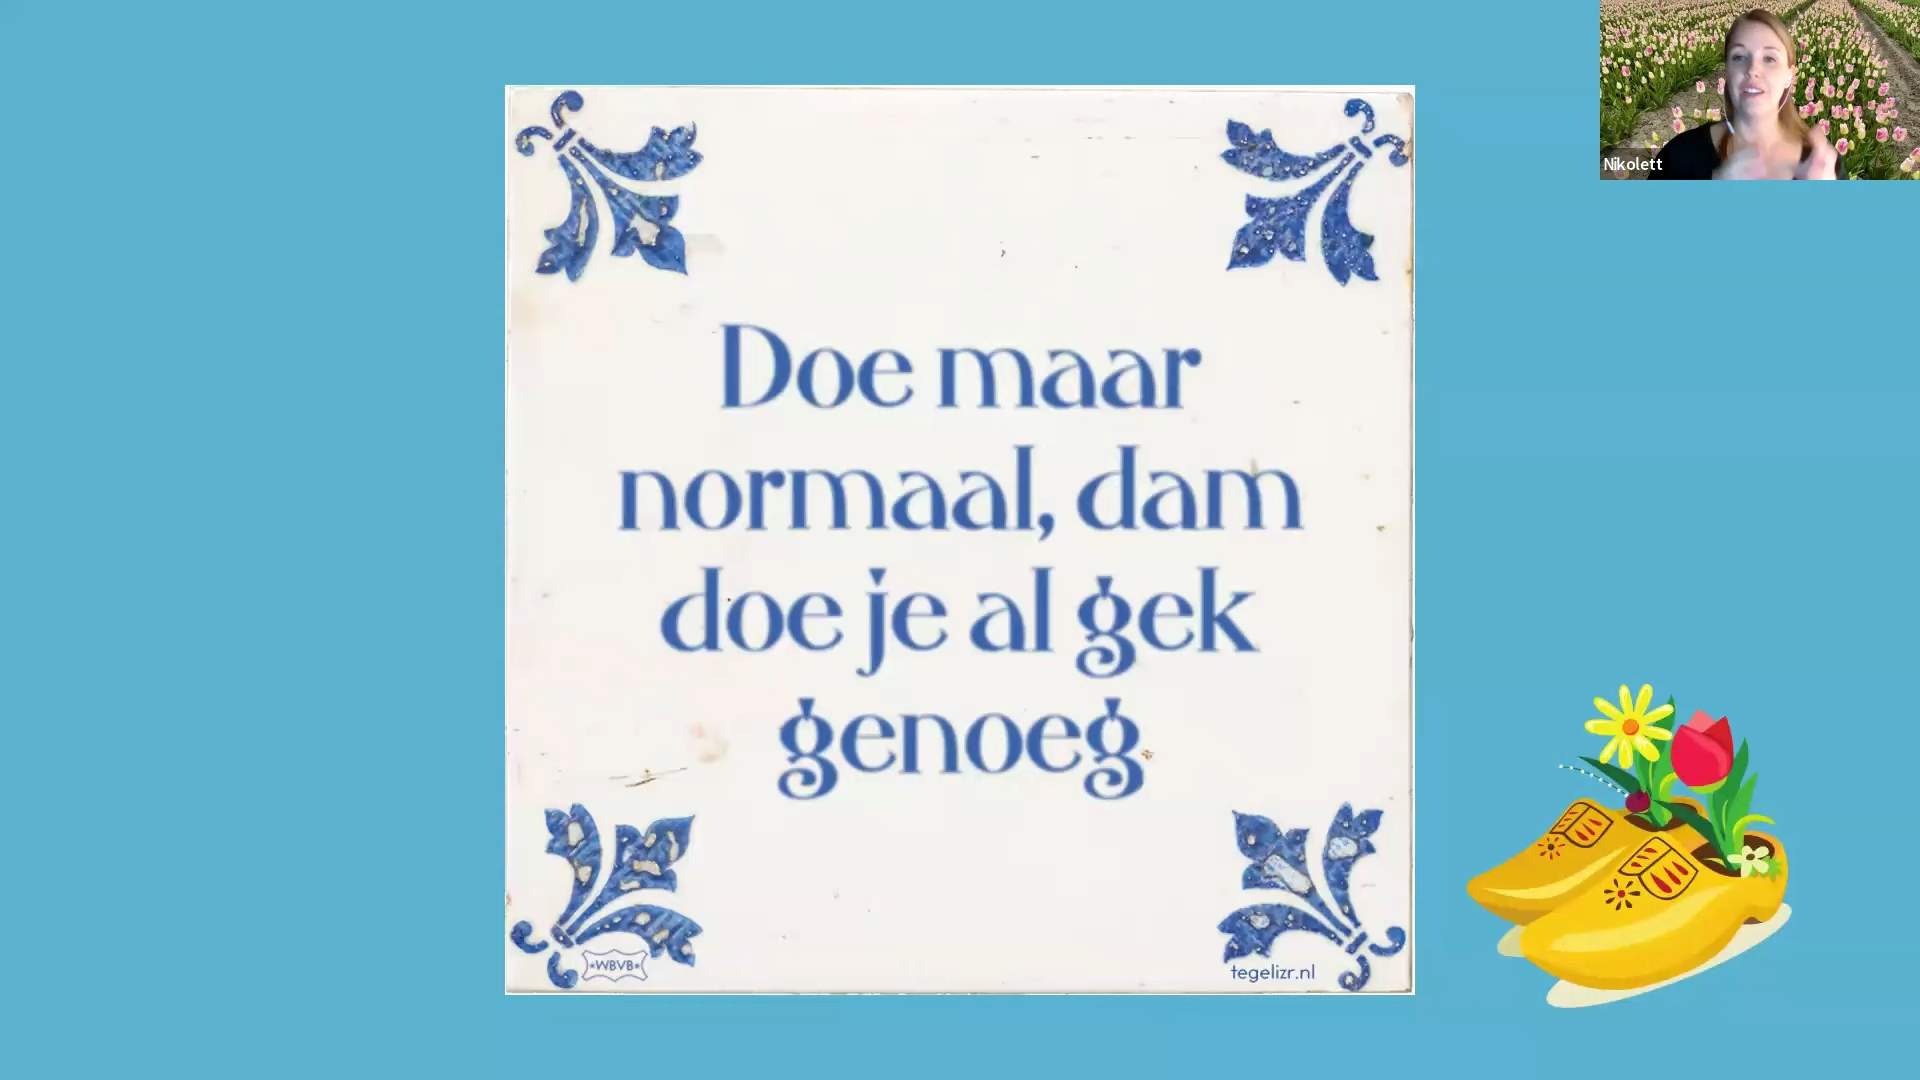 Nikolett
Doe maar
normaal, dam
doe je al gek
genoeg
*WBVB*
tegelizr.nl